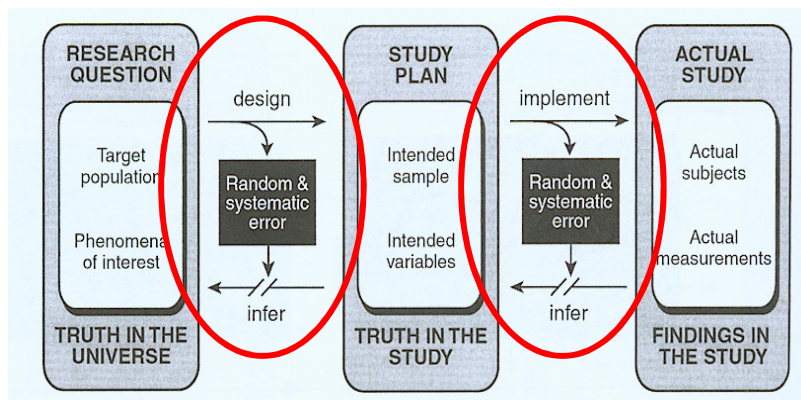 RESEARCH
QUESTION
Target
population
Phenomena
of interest
TRUTH IN THE
UNIVERSE
design
Random &
systematic
error
infer
STUDY
PLAN
Intended
sample
Intended
variables
TRUTH IN THE
STUDY
implement
Random &
systematic
error
infer
ACTUAL
STUDY
Actual
subjects
Actual
measurements
FINDINGS IN
THE STUDY